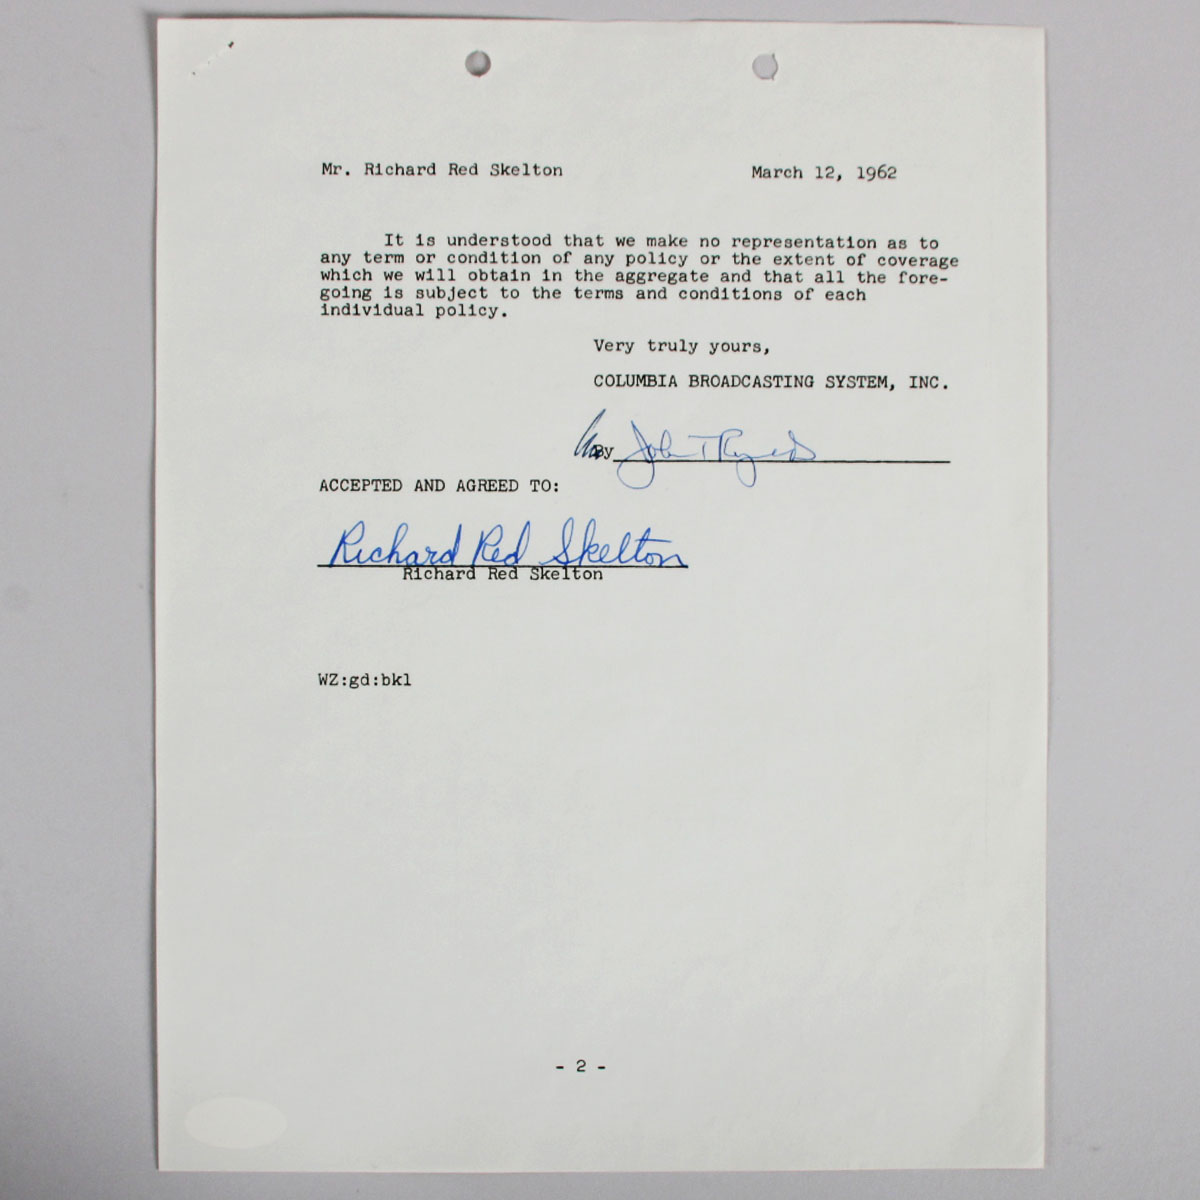 Mr. Richard Red Skelton March 12, 1962
It is understood that we make no representation as to
any term or condition of any policy or the extent of coverage
which we will obtain in the aggregate and that all the fore-
going is subject to the terms and conditions of each
individual policy.
Very truly yours,
COLUMBIA BROADCASTING SYSTEM, INC.
By John T
ACCEPTED AND AGREED TO:
Richard Red Skelton
Richard Red Skelton
WZ:gd:bkl
- 2 -